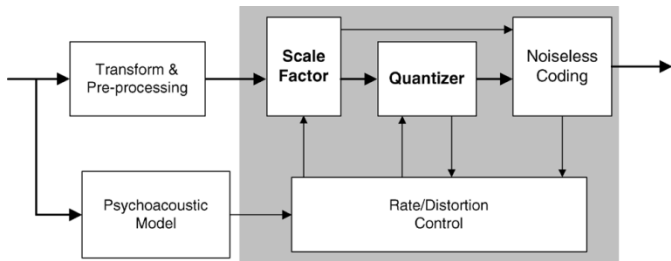 Transform &
Pre-processing
Scale
Factor
Quantizer
Noiseless
Coding
Psychoacoustic
Model
Rate/Distortion
Control